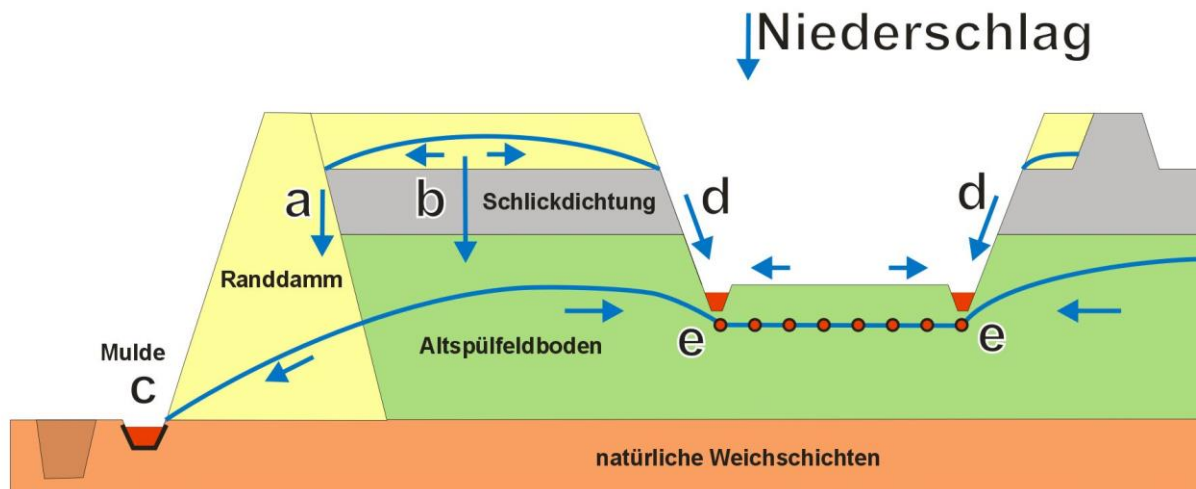 Niederschlag
a
b
Schlickdichtung
d
d
Randdamm
Altspülfeldboden
e
e
Mulde
c
natürliche Weichschichten